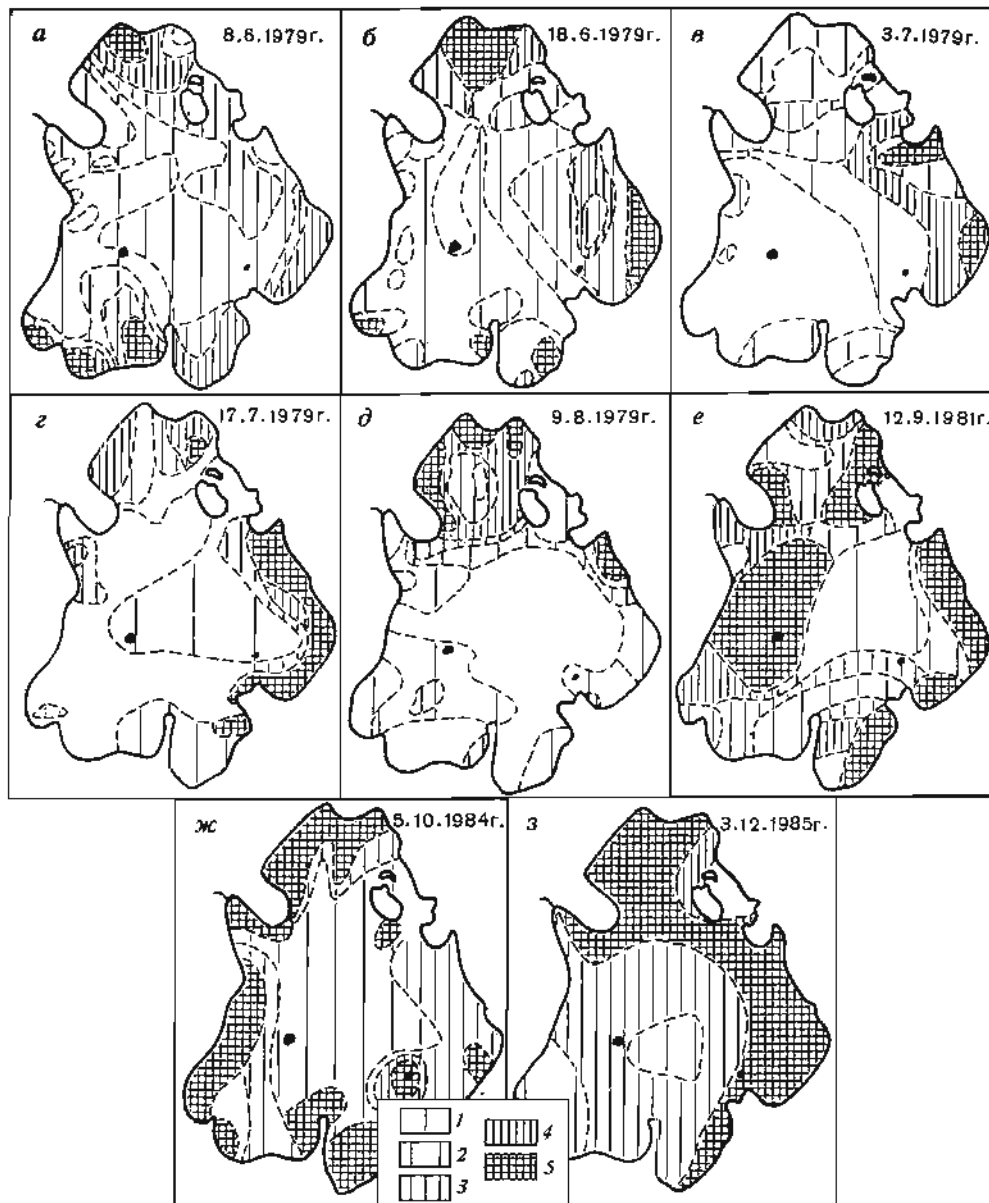 а 8.6.1979г.
б 18.6.1979г.
в 3.7.1979г.
г 17.7.1979г.
д 9.8.1979г.
е 12.9.1981г.
ж 5.10.1984г.
з 3.12.1985г.
1 4
2 5
3